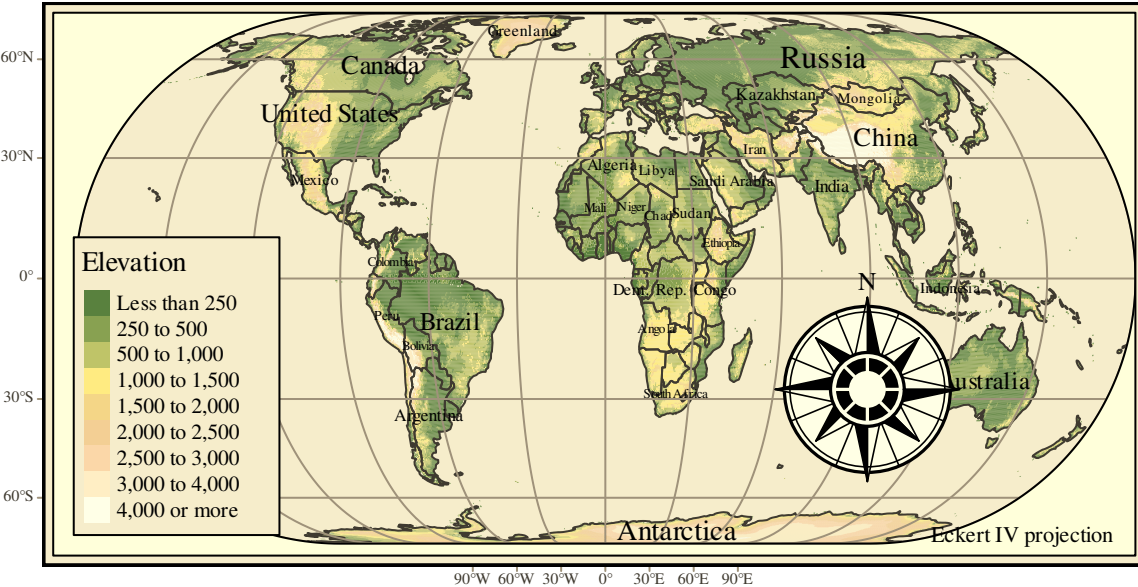 Greenland
60°N
Canada
Russia
Kazakhstan
Mongolia
United States
China
Iran
30°N
Algeria
Libya
Mexico
Saudi Arabia
India
Mali
Niger
Chad
Sudan
Ethiopia
Elevation
Colombia
0°
Dem. Rep. Congo
N
Indonesia
Less than 250
250 to 500
500 to 1,000
1,000 to 1,500
1,500 to 2,000
2,000 to 2,500
2,500 to 3,000
3,000 to 4,000
4,000 or more
Peru
Brazil
Ango
Bolivia
ustralia
South Africa
30°S
Argentina
60°S
Antarctica
Eckert IV projection
90°W 60°W 30°W 0° 30°E 60°E 90°E